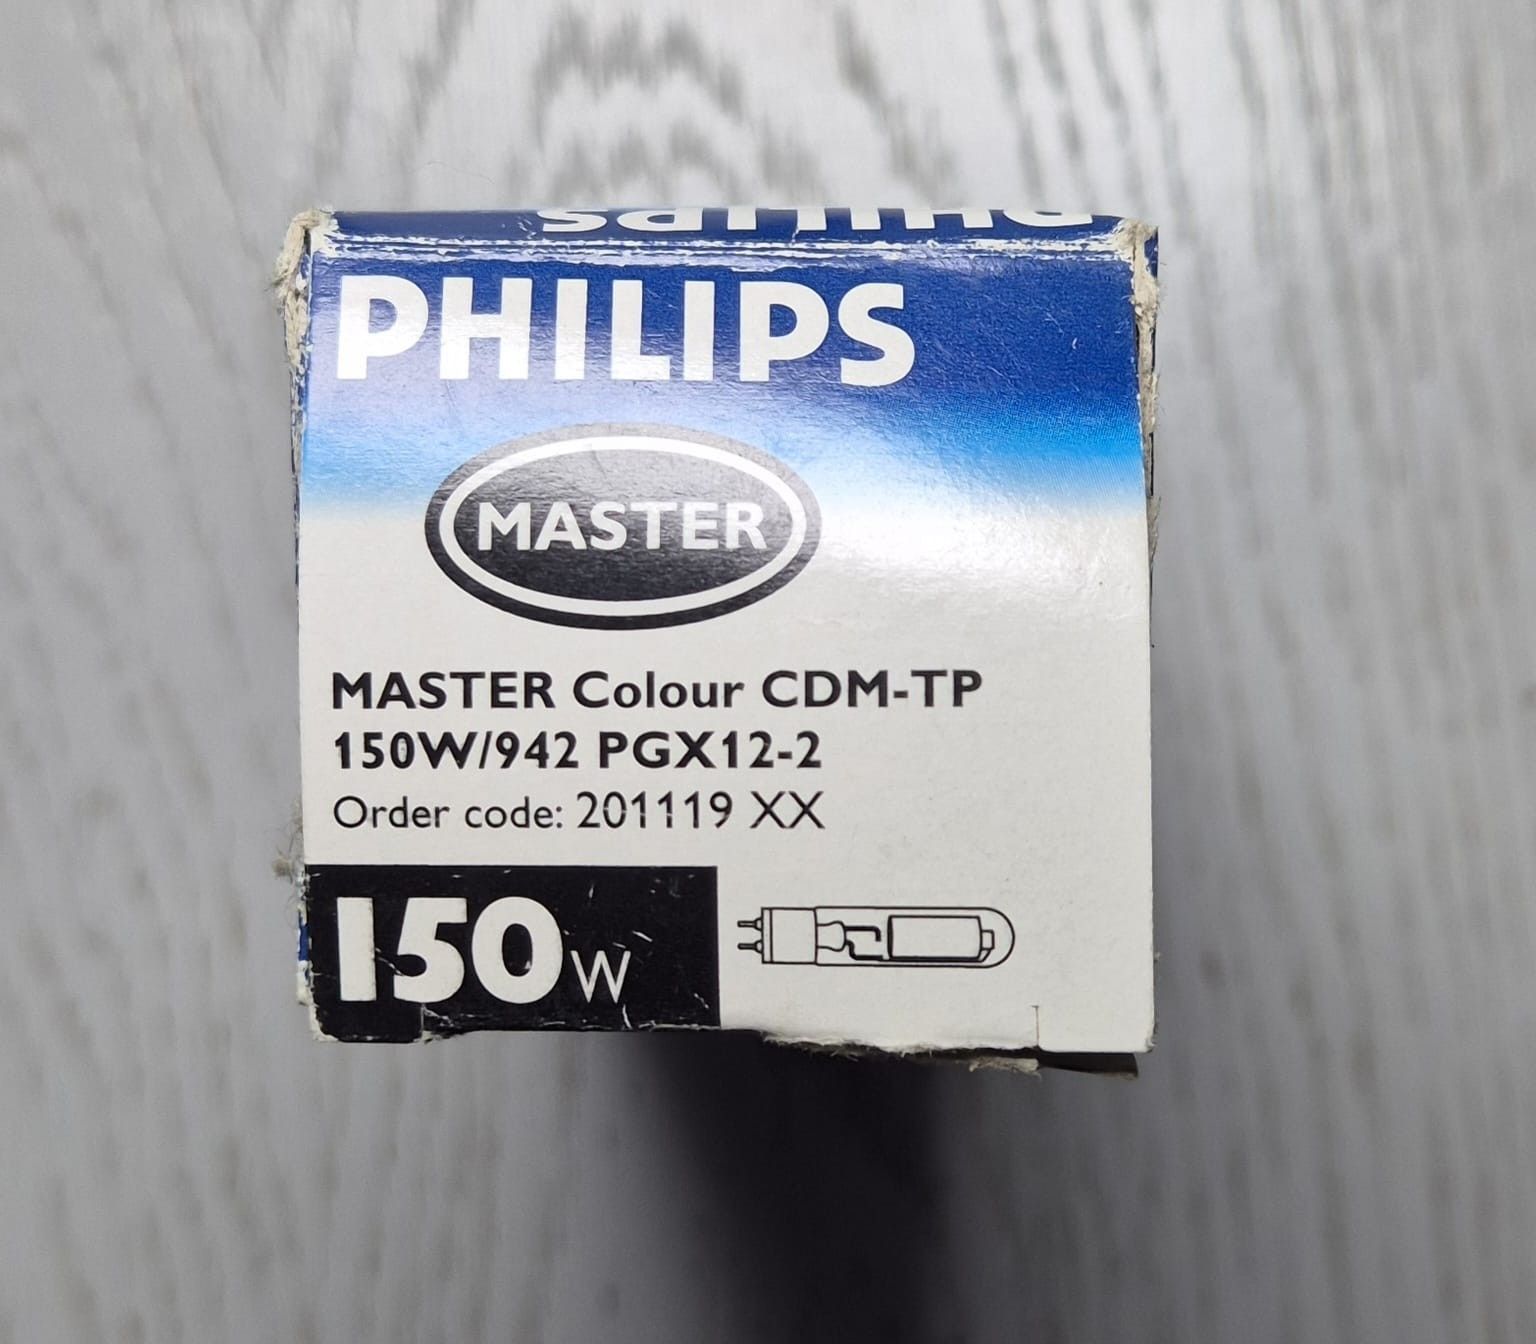 PHILIPS
PHILIPS
MASTER
MASTER Colour CDM-TP
150W/942 PGX12-2
Order code: 201119 XX
150W